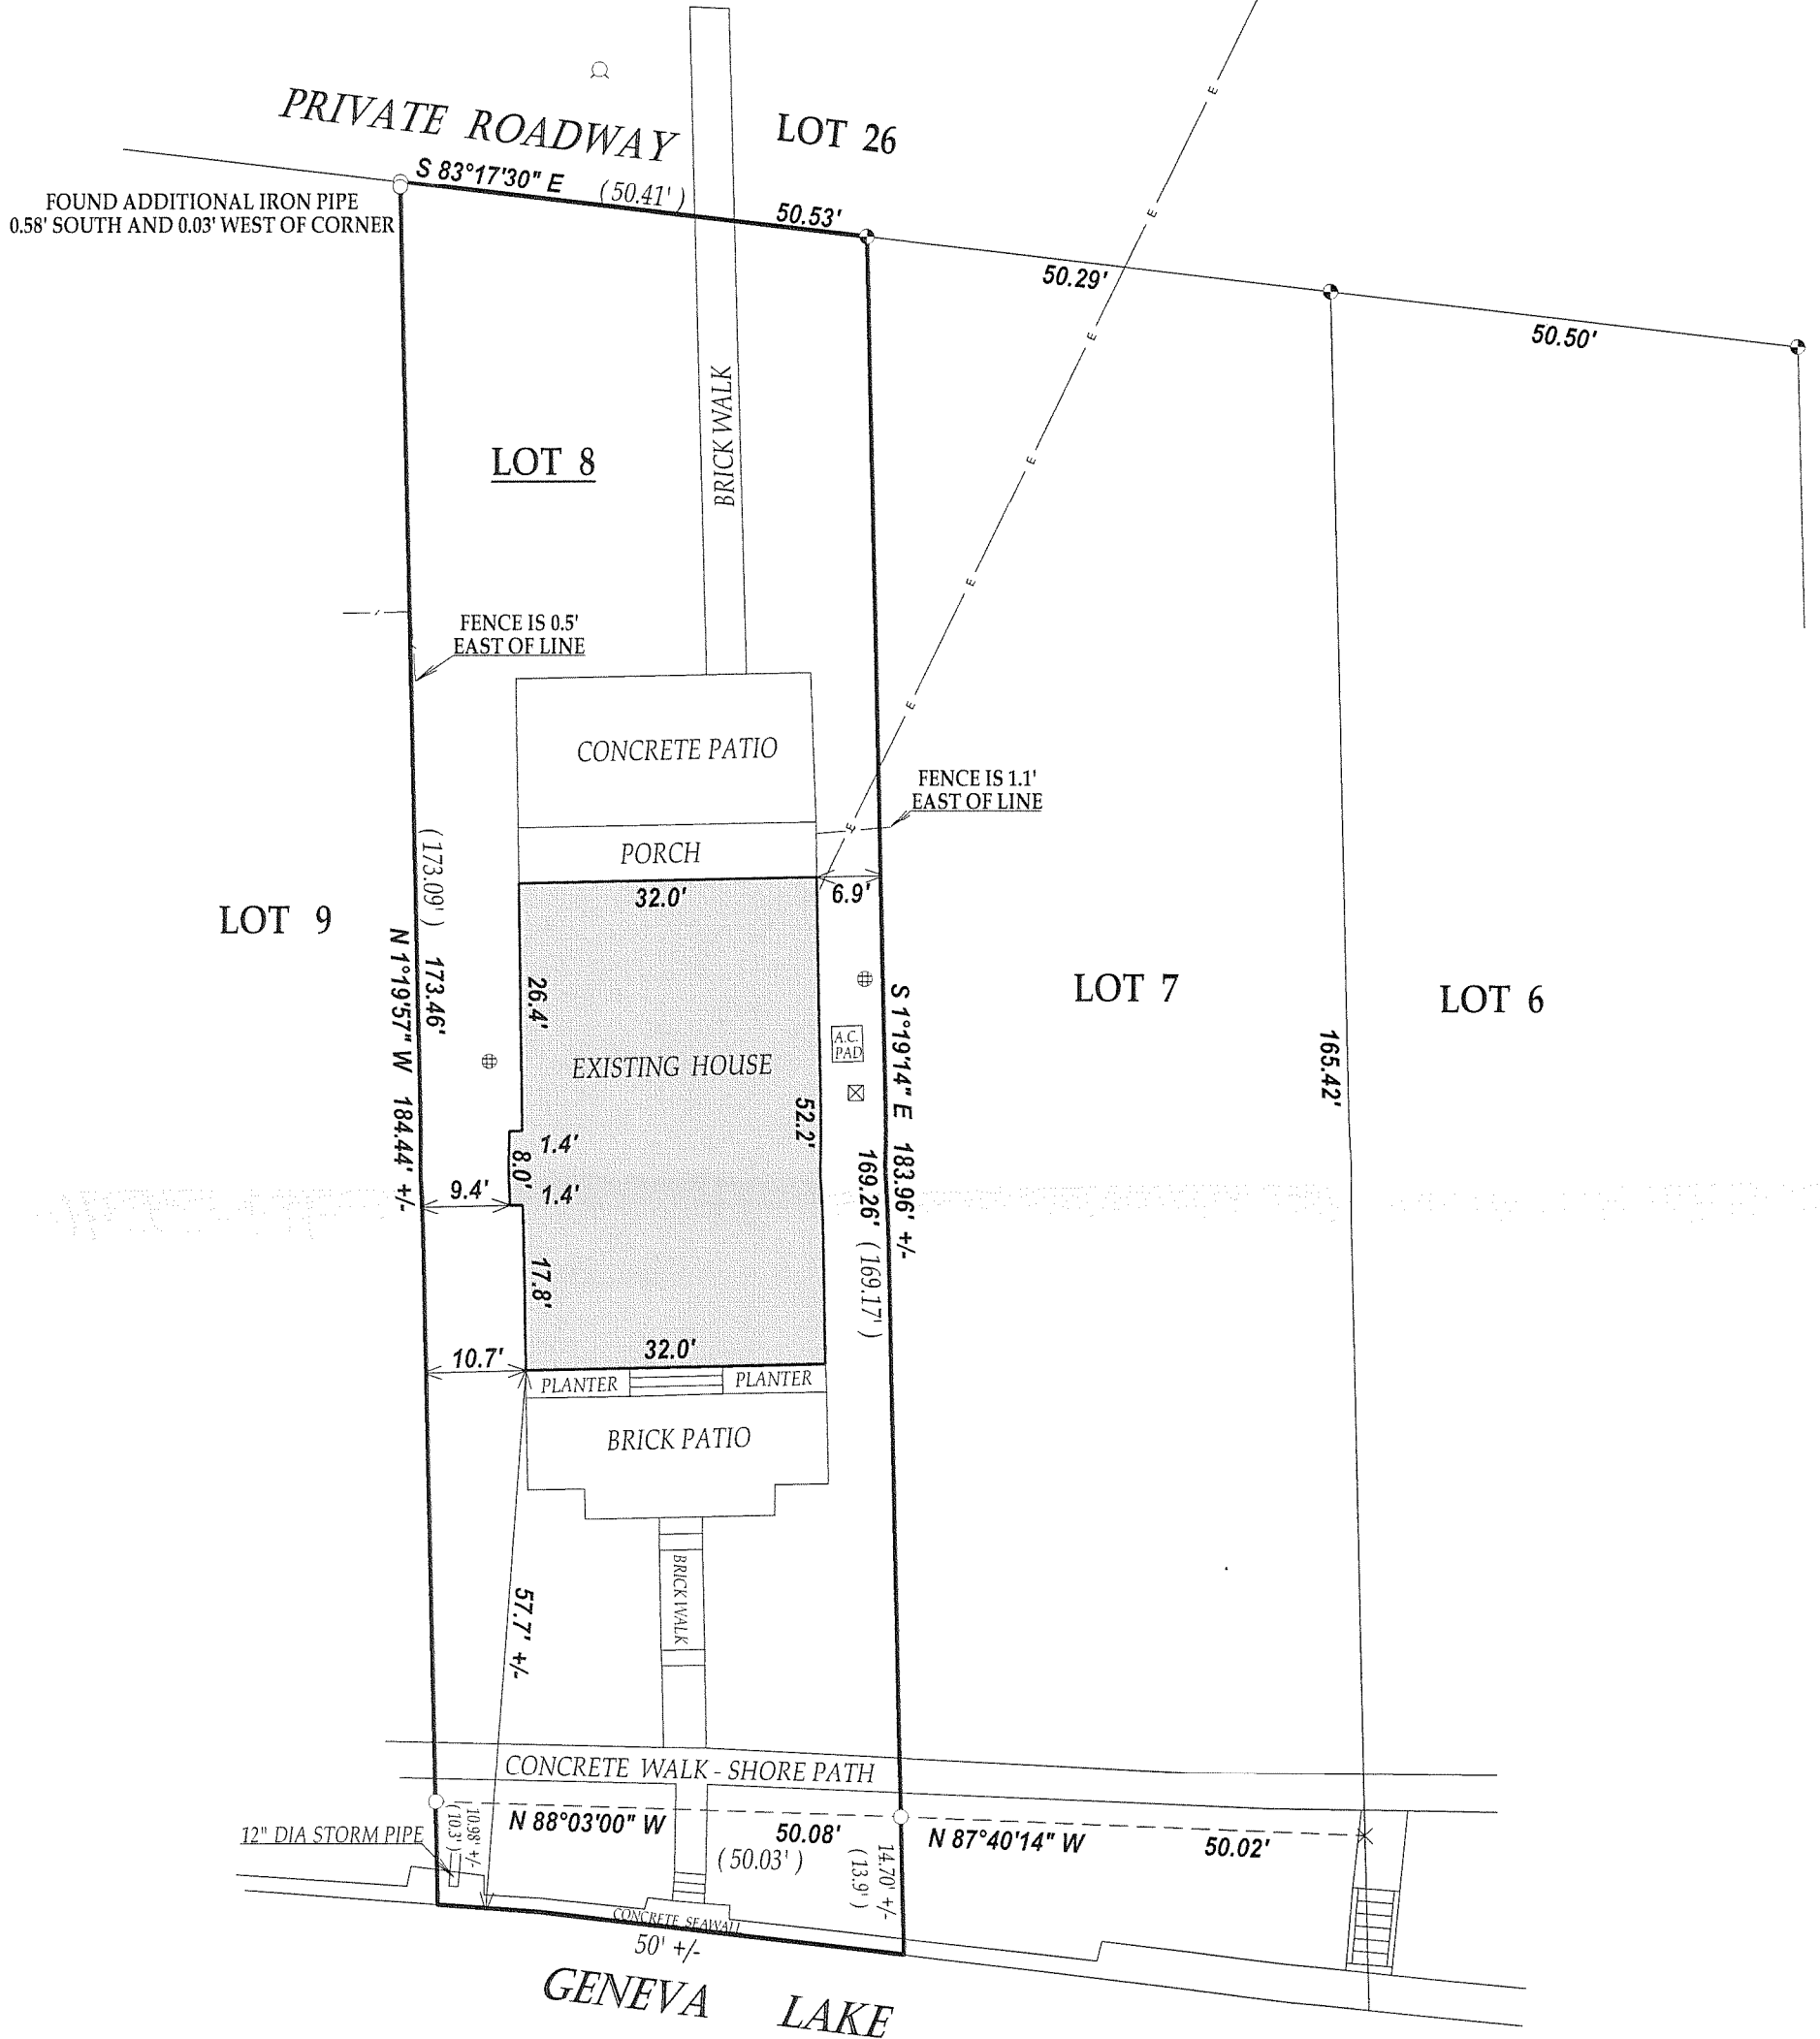 PRIVATE ROADWAY
LOT 26
S 83°17'30" E
(50.41')
50.53'
FOUND ADDITIONAL IRON PIPE
0.58' SOUTH AND 0.03' WEST OF CORNER
50.29'
50.50'
E
E
E
E
E
E
E
BRICK WALK
LOT 8
FENCE IS 0.5'
EAST OF LINE
CONCRETE PATIO
FENCE IS 1.1'
EAST OF LINE
PORCH
32.0'
6.9'
(173.09')
173.46'
N 1°19'57" W 184.44' +/-
LOT 9
26.4'
EXISTING HOUSE
A.C.
PAD
52.2'
S 1°19'14" E 183.96' +/-
169.26' (169.17')
LOT 7
LOT 6
165.42'
1.4'
8.0'
1.4'
9.4'
17.8'
10.7'
32.0'
PLANTER
PLANTER
BRICK PATIO
57.7' +/-
BRICK WALK
CONCRETE WALK - SHORE PATH
12" DIA STORM PIPE
10.98' +/-
(10.3')
N 88°03'00" W
50.08'
(50.03')
14.70' +/-
(13.9')
N 87°40'14" W
50.02'
CONCRETE SEAWALL
50' +/-
GENEVA LAKE